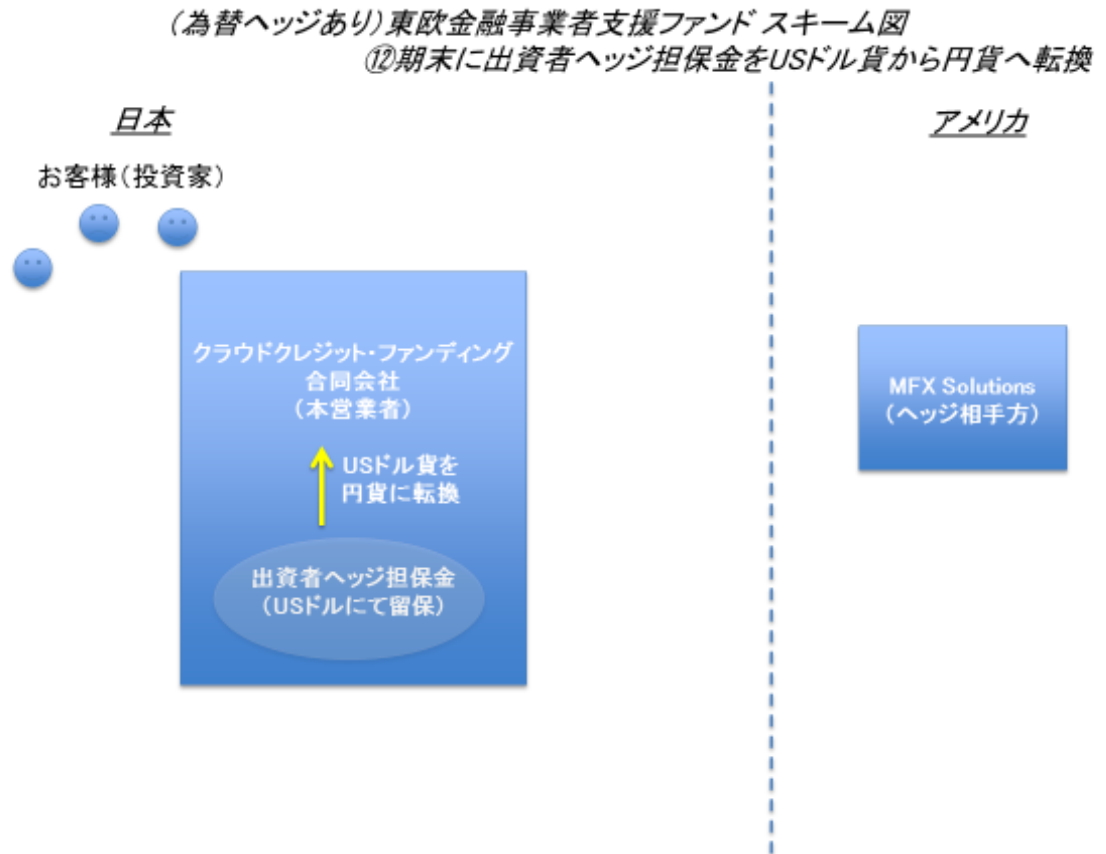 (為替ヘッジあり)東欧金融事業者支援ファンド スキーム図
⑫期末に出資者ヘッジ担保金をUSドル貨から円貨へ転換
日本
アメリカ
お客様(投資家)
クラウドクレジット・ファンディング
合同会社
(本営業者)
USドル貨を
円貨に転換
出資者ヘッジ担保金
(USドルにて留保)
MFX Solutions
(ヘッジ相手方)